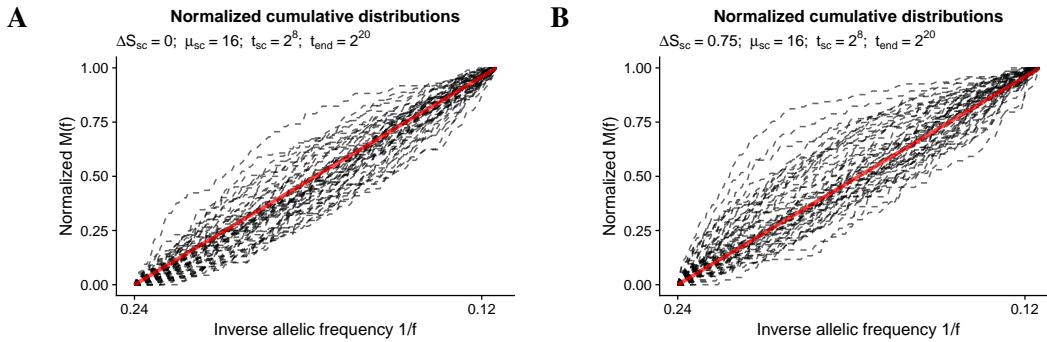 A
Normalized cumulative distributions
ΔSsc = 0; μsc = 16; tsc = 2^8; tend = 2^20
Normalized M(f)
1.00
0.75
0.50
0.25
0.00
0.24
0.12
Inverse allelic frequency 1/f
B
Normalized cumulative distributions
ΔSsc = 0.75; μsc = 16; tsc = 2^8; tend = 2^20
Normalized M(f)
1.00
0.75
0.50
0.25
0.00
0.24
0.12
Inverse allelic frequency 1/f